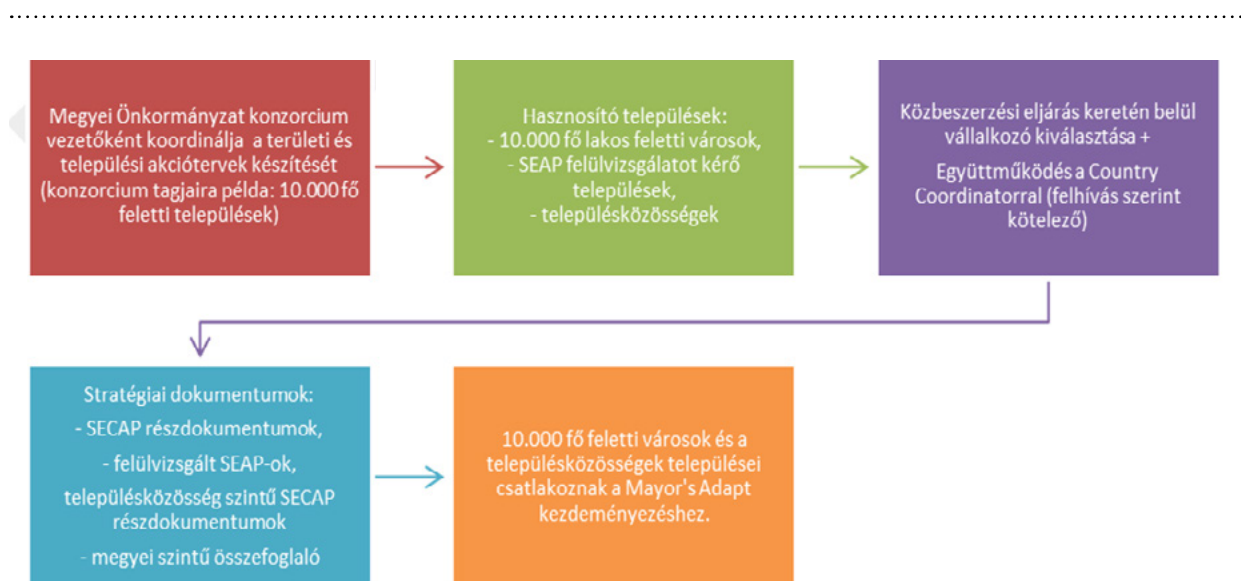 Megyei Önkormányzat konzorcium
vezetőként koordinálja a területi és
települési akciótervek készítését
(konzorcium tagjaira példa: 10.000 fő
feletti települések)
Hasznosító települések:
- 10.000 fő lakos feletti városok,
- SEAP felülvizsgálatot kérő
települések,
- településközösségek
Közbeszerzési eljárás keretén belül
vállalkozó kiválasztása +
Együttműködés a Country
Coordinatorral (felhívás szerint
kötelező)
Stratégiai dokumentumok:
- SECAP részdokumentumok,
- felülvizsgált SEAP-ok,
településközösség szintű SECAP
részdokumentumok
- megyei szintű összefoglaló
10.000 fő feletti városok és a
településközösségek települései
csatlakoznak a Mayor's Adapt
kezdeményezéshez.